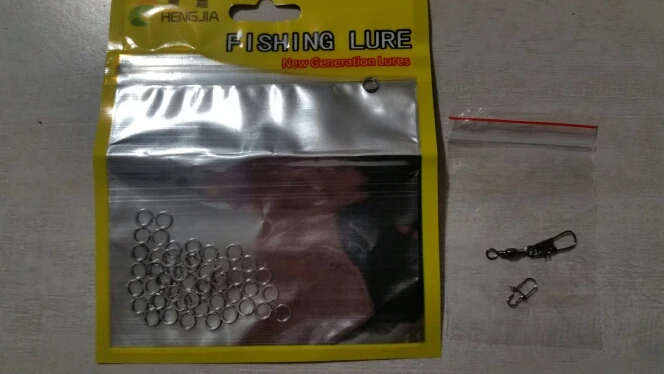 HENGJIA
FISHING LURE
New Generation Lures